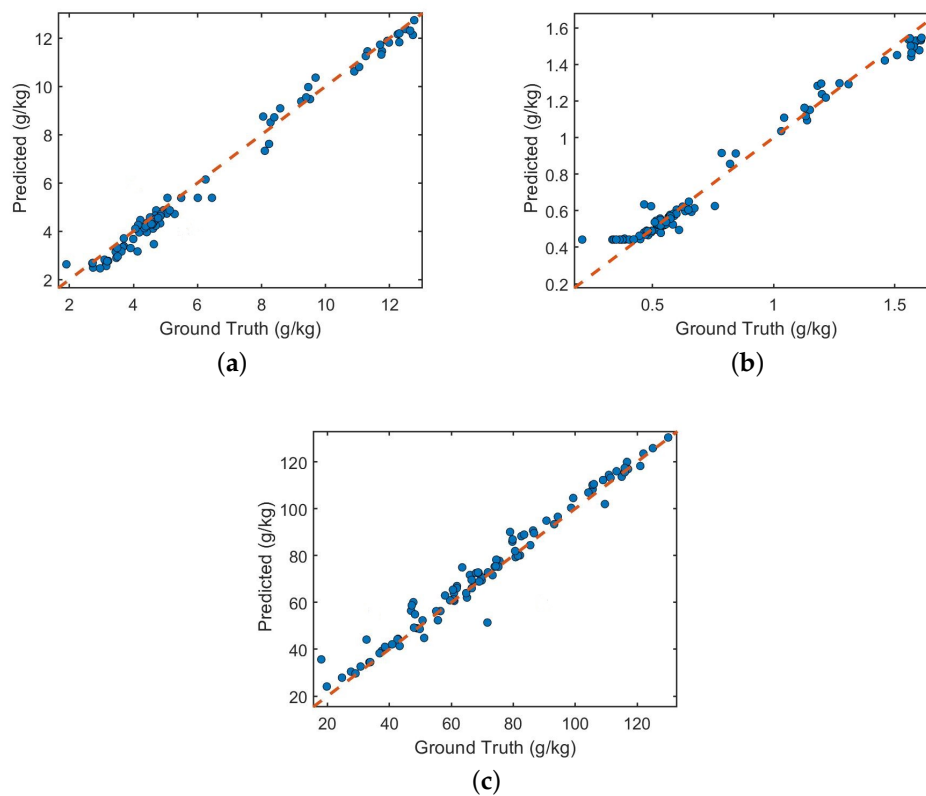 12
10
8
6
4
2
Predicted (g/kg)
2 4 6 8 10 12
Ground Truth (g/kg)
(a)
1.6
1.4
1.2
1
0.8
0.6
0.4
0.2
Predicted (g/kg)
0.5 1 1.5
Ground Truth (g/kg)
(b)
120
100
80
60
40
20
Predicted (g/kg)
20 40 60 80 100 120
Ground Truth (g/kg)
(c)